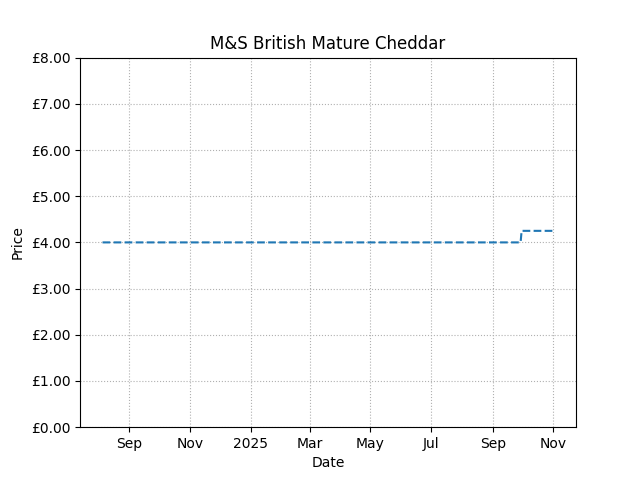 M&S British Mature Cheddar
£8.00
£7.00
£6.00
£5.00
£4.00
£3.00
£2.00
£1.00
£0.00
Price
Sep Nov 2025 Mar May Jul Sep Nov
Date